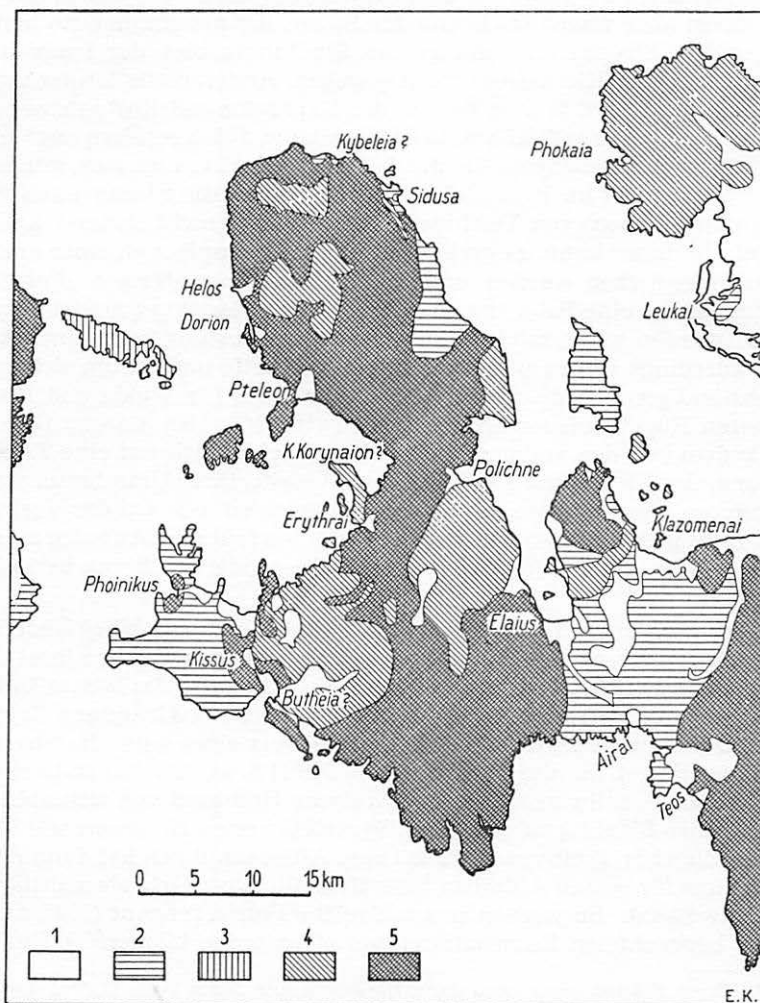 Kybeleia?
Phokaia
Sidusa
Helos
Dorion
Leukai
Pteleon
K.Korynaion?
Polichne
Erythrai
Klazomenai
Phoinikus
Elaius
Kissus
Butheia?
Airai
Teos
0 5 10 15 km
1 2 3 4 5
E.K.